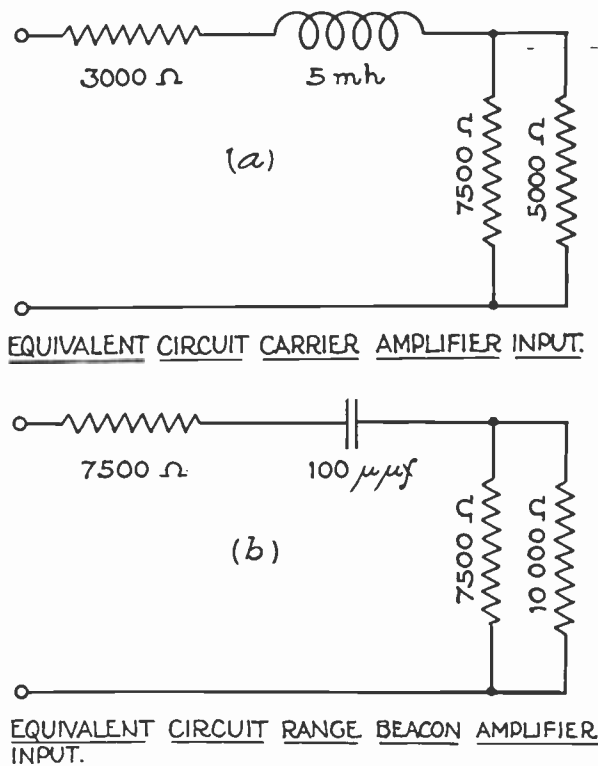 3000 Ω
5 mh
7500 Ω
5000 Ω
(a)
EQUIVALENT CIRCUIT CARRIER AMPLIFIER INPUT.
7500 Ω
100 μμf
7500 Ω
10 000 Ω
(b)
EQUIVALENT CIRCUIT RANGE BEACON AMPLIFIER
INPUT.